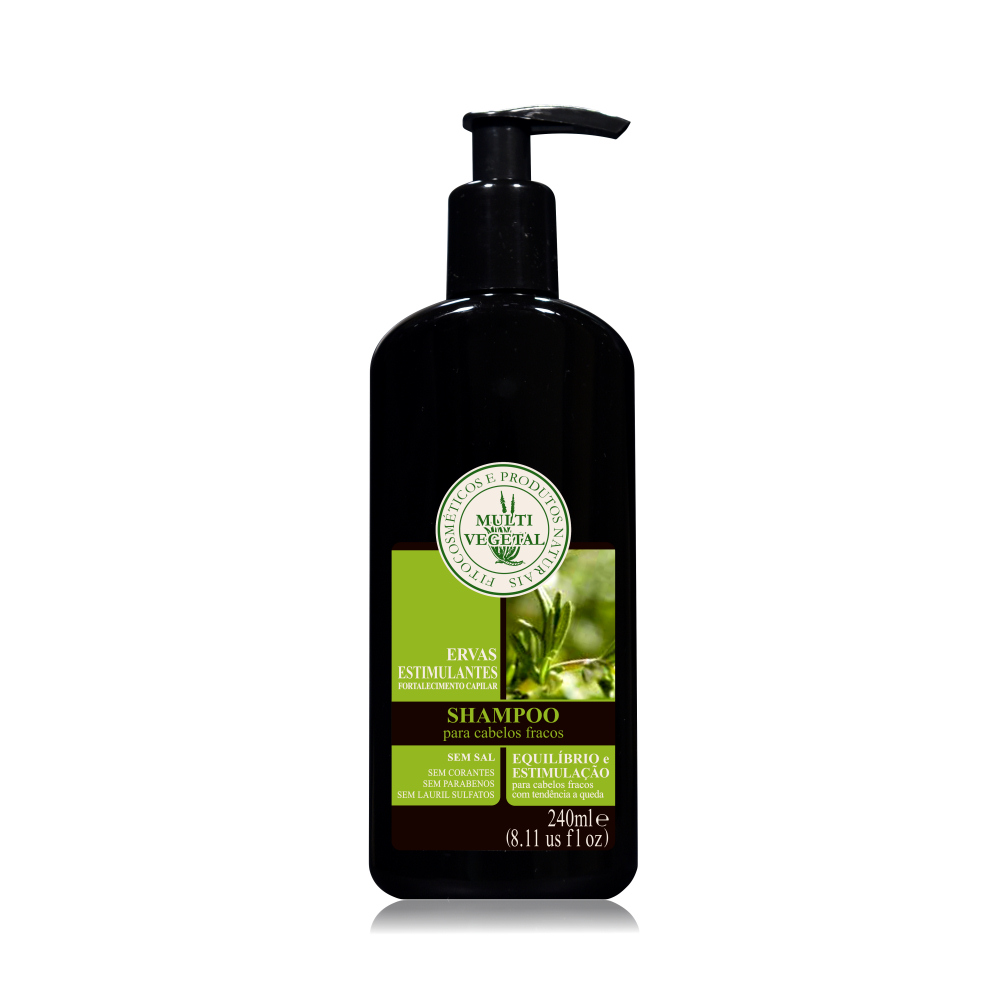 FITOCOSMÉTICOS E PRODUTOS NATURAIS
MULTI
VEGETAL
ERVAS
ESTIMULANTES
FORTALECIMENTO CAPILAR
SHAMPOO
para cabelos fracos
SEM SAL
SEM CORANTES
SEM PARABENOS
SEM LAURIL SULFATOS
EQUILÍBRIO e
ESTIMULAÇÃO
para cabelos fracos
com tendência a queda
240ml e
(8.11 us fl oz)